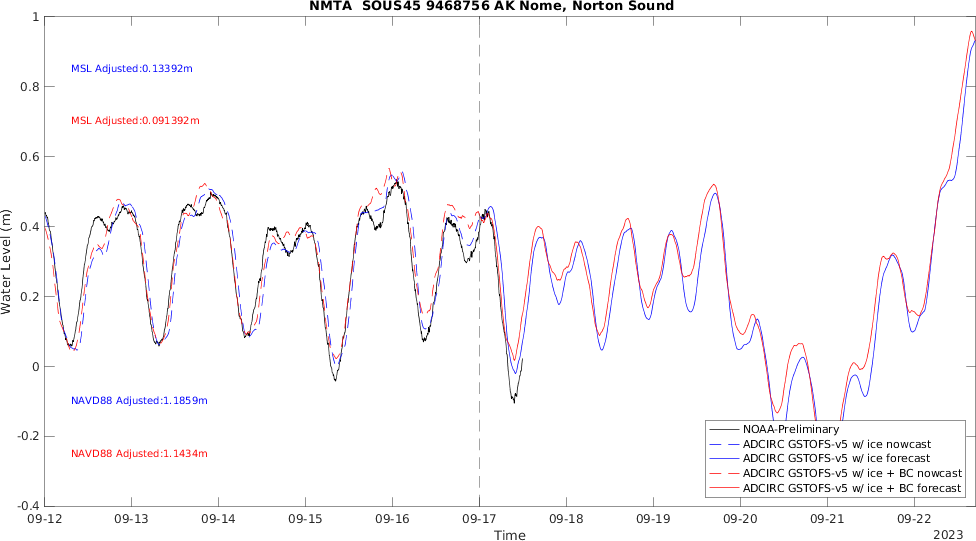 NMTA  SOUS45 9468756 AK Nome, Norton Sound
1
0.8
0.6
0.4
0.2
0
-0.2
-0.4
Water Level (m)
MSL Adjusted:0.13392m
MSL Adjusted:0.091392m
NAVD88 Adjusted:1.1859m
NAVD88 Adjusted:1.1434m
NOAA-Preliminary
ADCIRC GSTOFS-v5 w/ ice nowcast
ADCIRC GSTOFS-v5 w/ ice forecast
ADCIRC GSTOFS-v5 w/ ice + BC nowcast
ADCIRC GSTOFS-v5 w/ ice + BC forecast
09-12 09-13 09-14 09-15 09-16 09-17 09-18 09-19 09-20 09-21 09-22
Time
2023